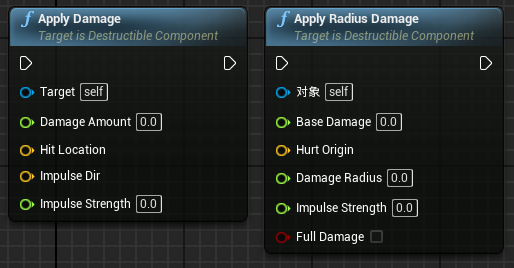 Apply Damage
Target is Destructible Component
Target self
Damage Amount 0.0
Hit Location
Impulse Dir
Impulse Strength 0.0
Apply Radius Damage
Target is Destructible Component
对象 self
Base Damage 0.0
Hurt Origin
Damage Radius 0.0
Impulse Strength 0.0
Full Damage